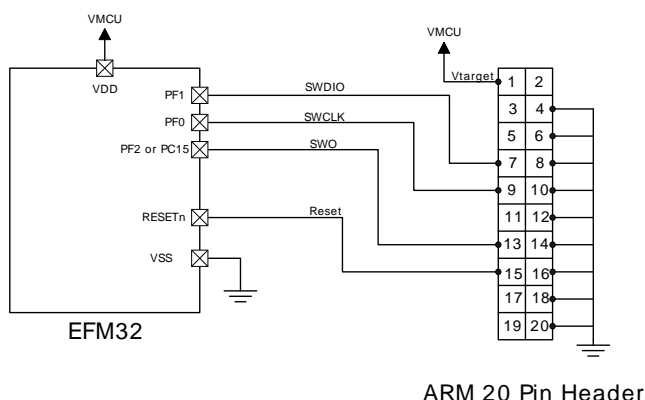 VMCU
VMCU
VDD
Vtarget
1 2
PF1
SWDIO
3 4
PF0
SWCLK
5 6
PF2 or PC15
SWO
7 8
9 10
RESETn
Reset
11 12
13 14
VSS
15 16
17 18
19 20
EFM32
ARM 20 Pin Header